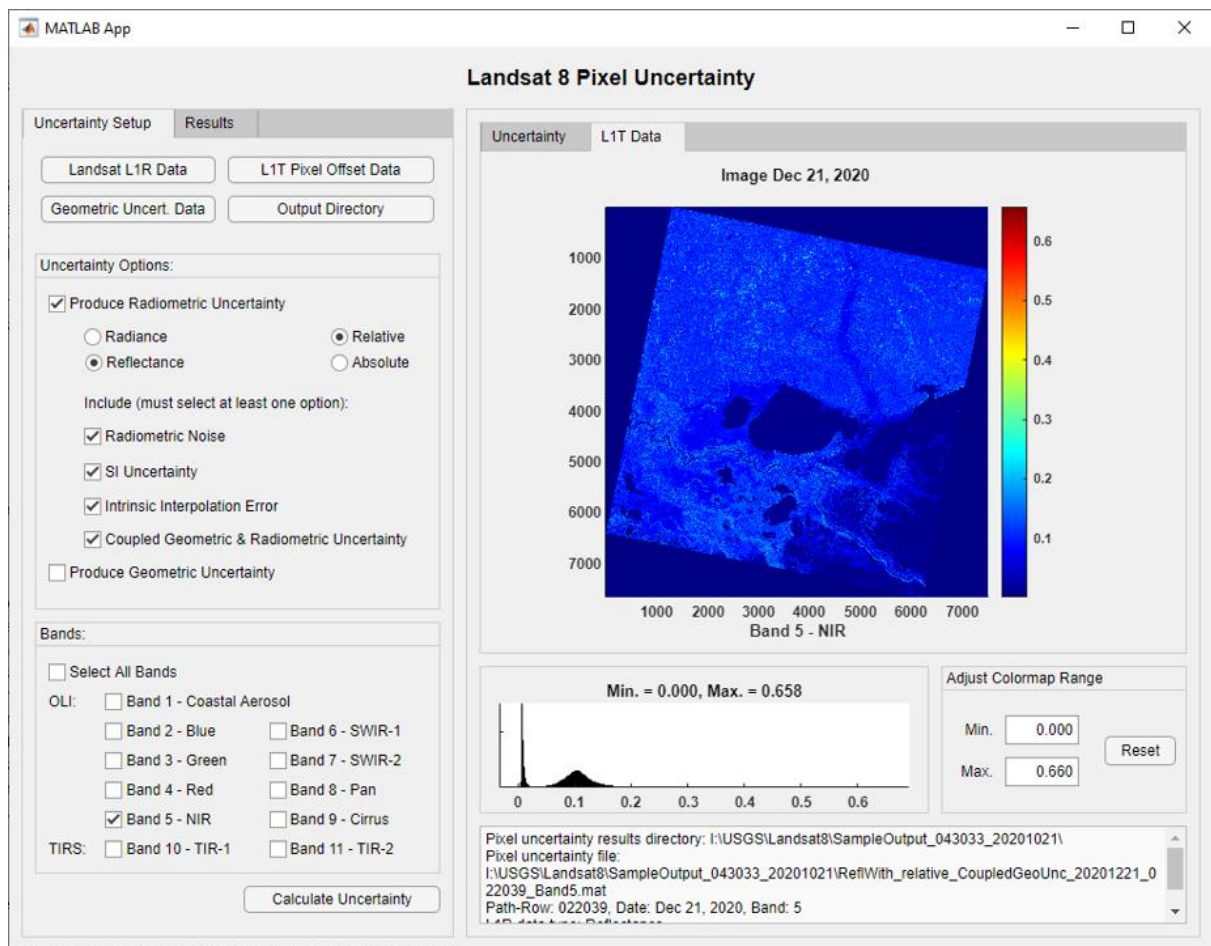 MATLAB App
Landsat 8 Pixel Uncertainty
Uncertainty Setup
Results
Landsat L1R Data
L1T Pixel Offset Data
Geometric Uncert. Data
Output Directory
Uncertainty Options:
Produce Radiometric Uncertainty
Radiance
Relative
Reflectance
Absolute
Include (must select at least one option):
Radiometric Noise
SI Uncertainty
Intrinsic Interpolation Error
Coupled Geometric & Radiometric Uncertainty
Produce Geometric Uncertainty
Bands:
Select All Bands
OLI:
Band 1 - Coastal Aerosol
Band 2 - Blue
Band 6 - SWIR-1
Band 3 - Green
Band 7 - SWIR-2
Band 4 - Red
Band 8 - Pan
Band 5 - NIR
Band 9 - Cirrus
TIRS:
Band 10 - TIR-1
Band 11 - TIR-2
Calculate Uncertainty
Uncertainty
L1T Data
Image Dec 21, 2020
1000
2000
3000
4000
5000
6000
7000
1000 2000 3000 4000 5000 6000 7000
Band 5 - NIR
0.6
0.5
0.4
0.3
0.2
0.1
Min. = 0.000, Max. = 0.658
0 0.1 0.2 0.3 0.4 0.5 0.6
Adjust Colormap Range
Min. 0.000
Max. 0.660
Reset
Pixel uncertainty results directory: I:\USGS\Landsat8\SampleOutput_043033_20201021\
Pixel uncertainty file:
I:\USGS\Landsat8\SampleOutput_043033_20201021\ReflWith_relative_CoupledGeoUnc_20201221_0
22039_Band5.mat
Path-Row: 022039, Date: Dec 21, 2020, Band: 5
L1R data type: Reflectance